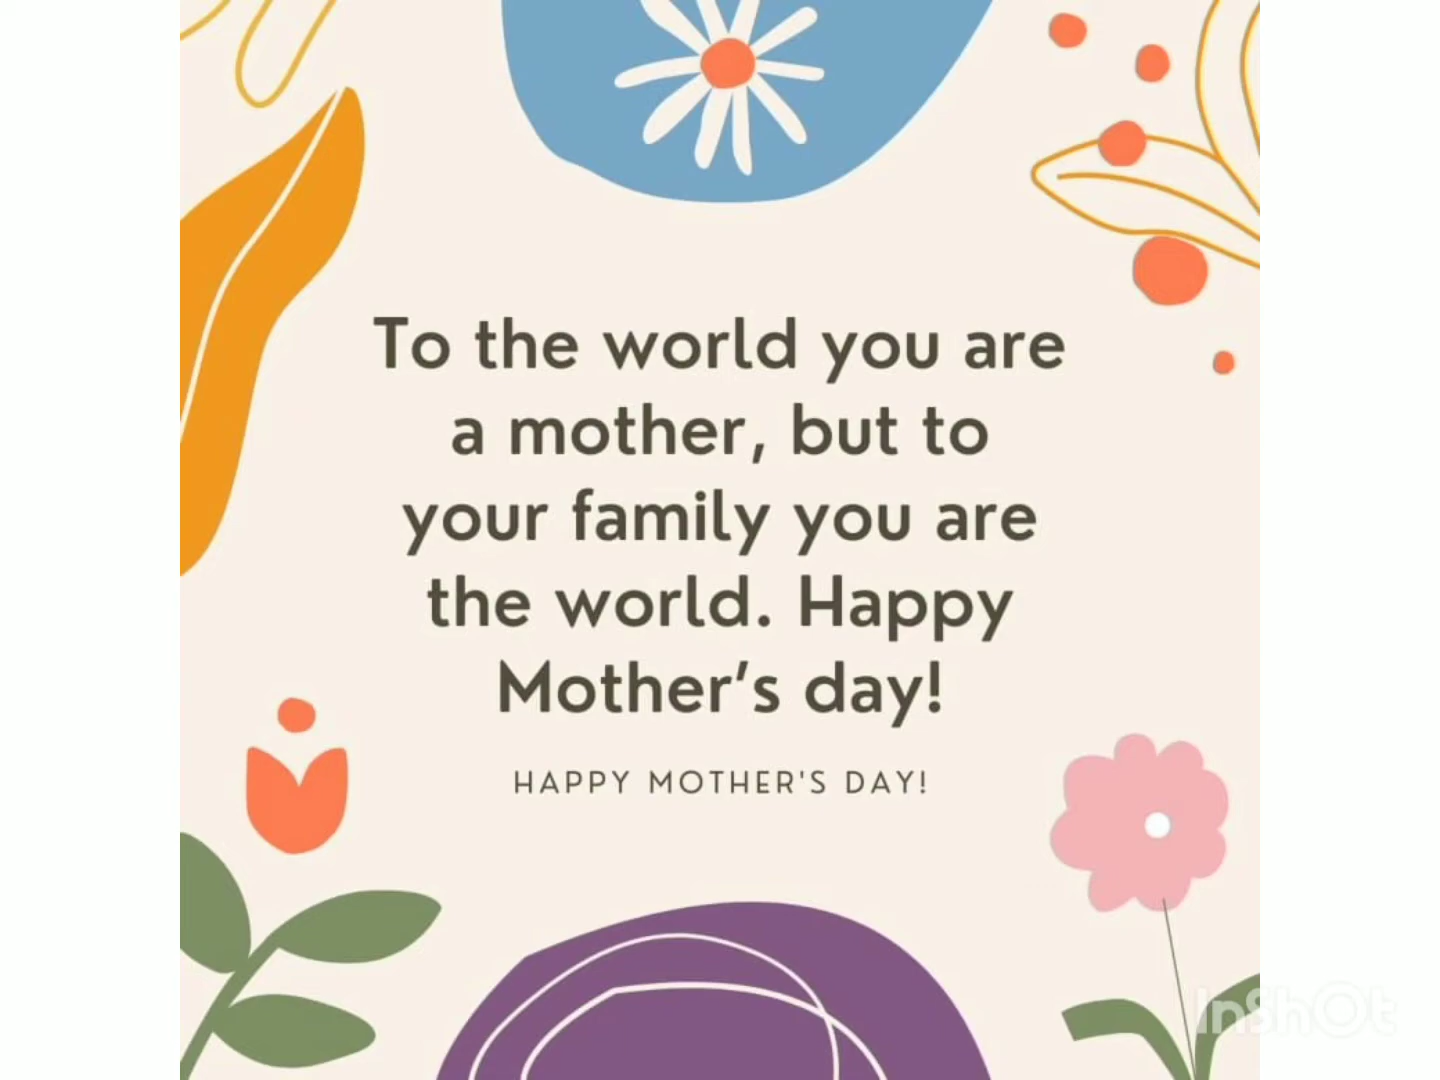 To the world you are
a mother, but to
your family you are
the world. Happy
Mother’s day!
HAPPY MOTHER'S DAY!
InShOt